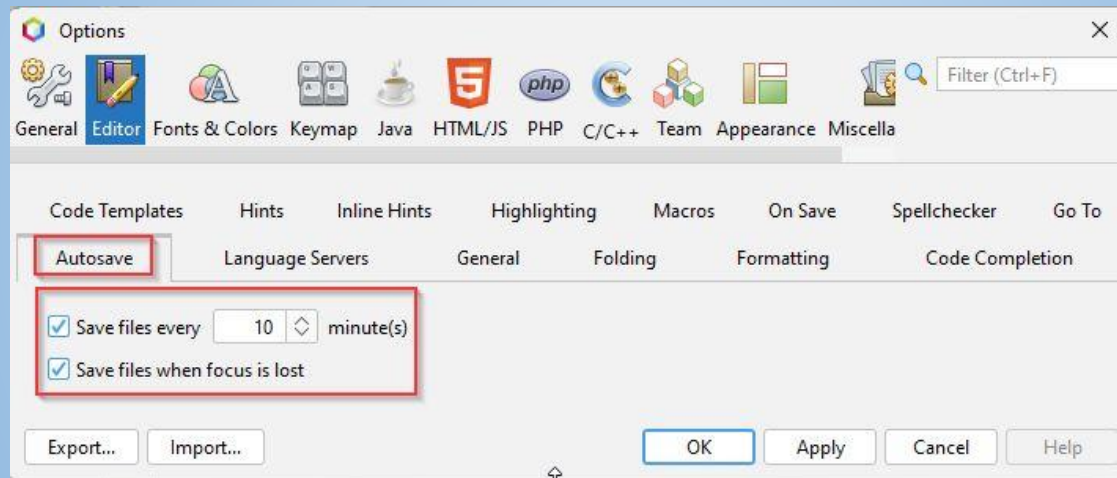 Options
Filter (Ctrl+F)
General Editor Fonts & Colors Keymap Java HTML/JS PHP C/C++ Team Appearance Miscella
Code Templates Hints Inline Hints Highlighting Macros On Save Spellchecker Go To
Autosave Language Servers General Folding Formatting Code Completion
Save files every 10 minute(s)
Save files when focus is lost
Export... Import... OK Apply Cancel Help